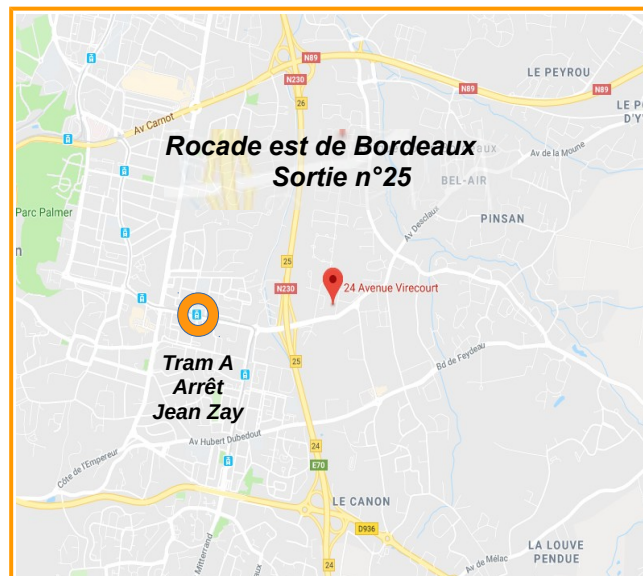 N89
LE PEYROU
N230
N89
26
LE PO
D'Y
Av Carnot
Rocade est de Bordeaux
Sortie n°25
Av de la Moune
BEL-AIR
Parc Palmer
PINSAN
Av Desclaux
n
25
N230
24 Avenue Virecourt
Tram A
Arrêt
Jean Zay
25
Bd de Feydeau
Av Hubert Dubedout
24
Côte de l'Empereur
E70
LE CANON
Mitterrand
D936
LA LOUVE
PENDUE
24
Av de Mélac